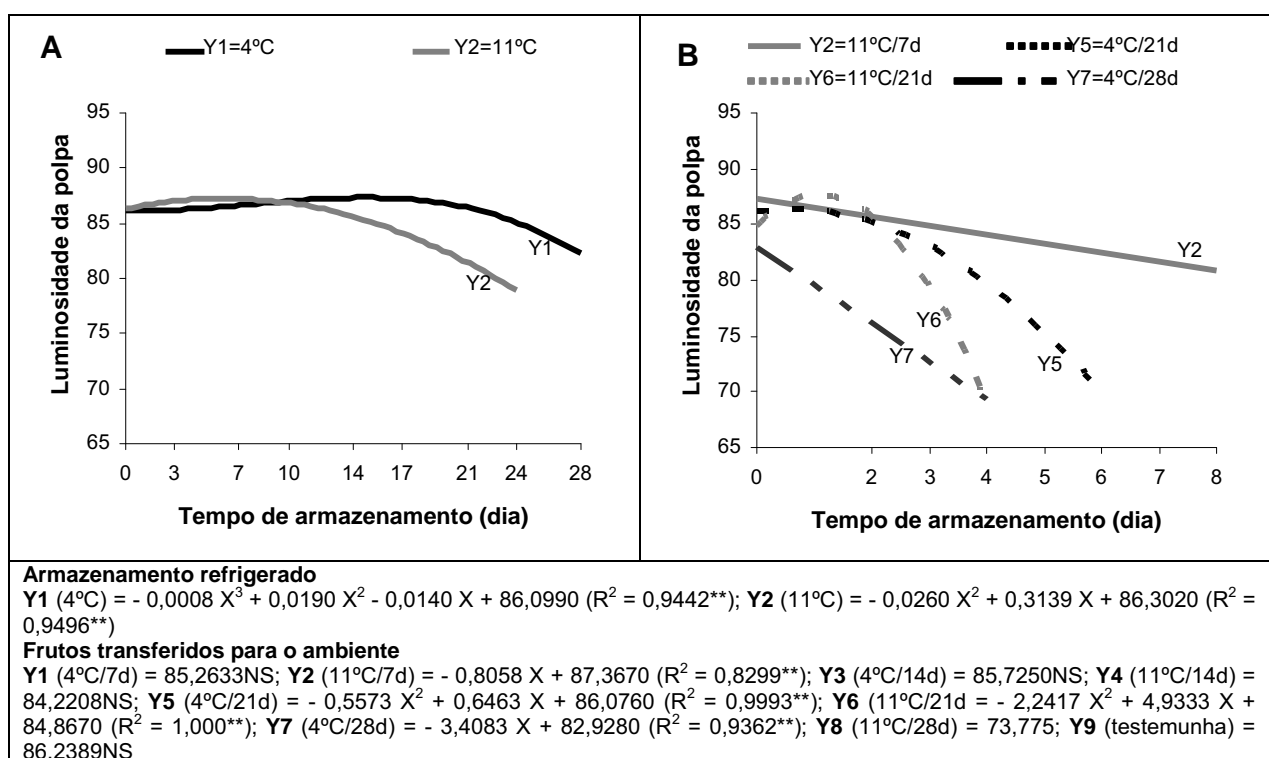 A
Y1=4ºC
Y2=11ºC
Luminosidade da polpa
95
90
85
80
75
70
65
Y1
Y2
0 3 7 10 14 17 21 24 28
Tempo de armazenamento (dia)
B
Y2=11ºC/7d
Y5=4ºC/21d
Y6=11ºC/21d
Y7=4ºC/28d
Luminosidade da polpa
95
90
85
80
75
70
65
Y2
Y6
Y7
Y5
0 2 3 4 5 6 7 8
Tempo de armazenamento (dia)
Armazenamento refrigerado
Y1 (4ºC) = - 0,0008 X³ + 0,0190 X² - 0,0140 X + 86,0990 (R² = 0,9442**); Y2 (11ºC) = - 0,0260 X² + 0,3139 X + 86,3020 (R² =
0,9496**)
Frutos transferidos para o ambiente
Y1 (4ºC/7d) = 85,2633NS; Y2 (11ºC/7d) = - 0,8058 X + 87,3670 (R² = 0,8299**); Y3 (4ºC/14d) = 85,7250NS; Y4 (11ºC/14d) =
84,2208NS; Y5 (4ºC/21d) = - 0,5573 X² + 0,6463 X + 86,0760 (R² = 0,9993**); Y6 (11ºC/21d = - 2,2417 X² + 4,9333 X +
84,8670 (R² = 1,000**); Y7 (4ºC/28d) = - 3,4083 X + 82,9280 (R² = 0,9362**); Y8 (11ºC/28d) = 73,775; Y9 (testemunha) =
86,2389NS